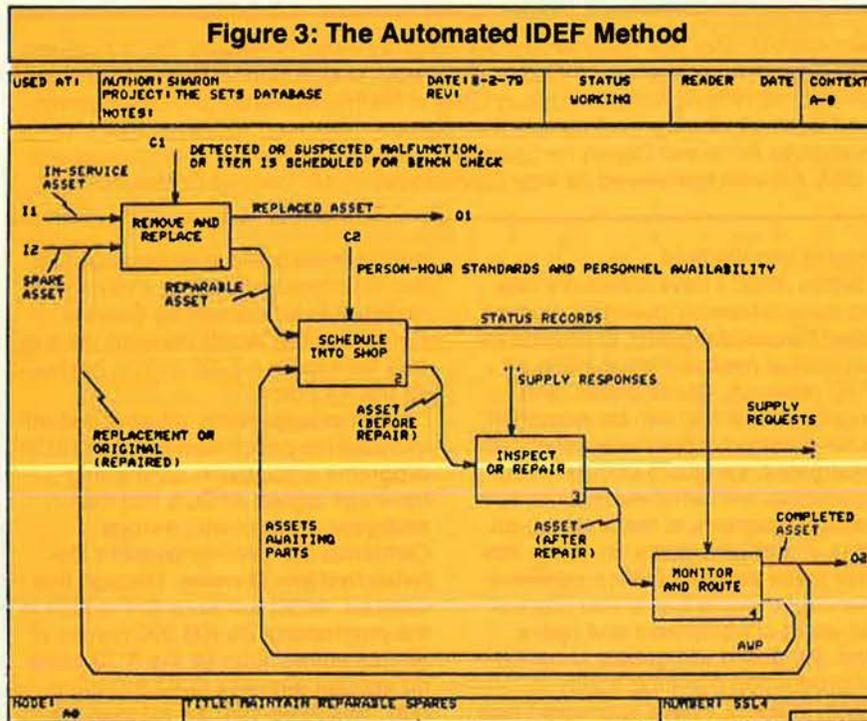 Figure 3: The Automated IDEF Method
USED AT:
AUTHOR: SHARON
PROJECT: THE SETS DATABASE
NOTES:
DATE: 8-2-79
REV:
STATUS
WORKING
READER DATE
CONTEXT
A-0
C1
DETECTED OR SUSPECTED MALFUNCTION,
OR ITEM IS SCHEDULED FOR BENCH CHECK
IN-SERVICE
ASSET
I1
I2
SPARE
ASSET
REMOVE AND
REPLACE
1
REPLACED ASSET
O1
REPARABLE
ASSET
C2
PERSON-HOUR STANDARDS AND PERSONNEL AVAILABILITY
SCHEDULE
INTO SHOP
2
STATUS RECORDS
SUPPLY RESPONSES
ASSET
(BEFORE
REPAIR)
SUPPLY
REQUESTS
REPLACEMENT OR
ORIGINAL
(REPAIRED)
INSPECT
OR REPAIR
3
ASSETS
AWAITING
PARTS
ASSET
(AFTER
REPAIR)
COMPLETED
ASSET
O2
MONITOR
AND ROUTE
4
AWP
NODE:
A0
TITLE: MAINTAIN REPARABLE SPARES
NUMBER: SSL4